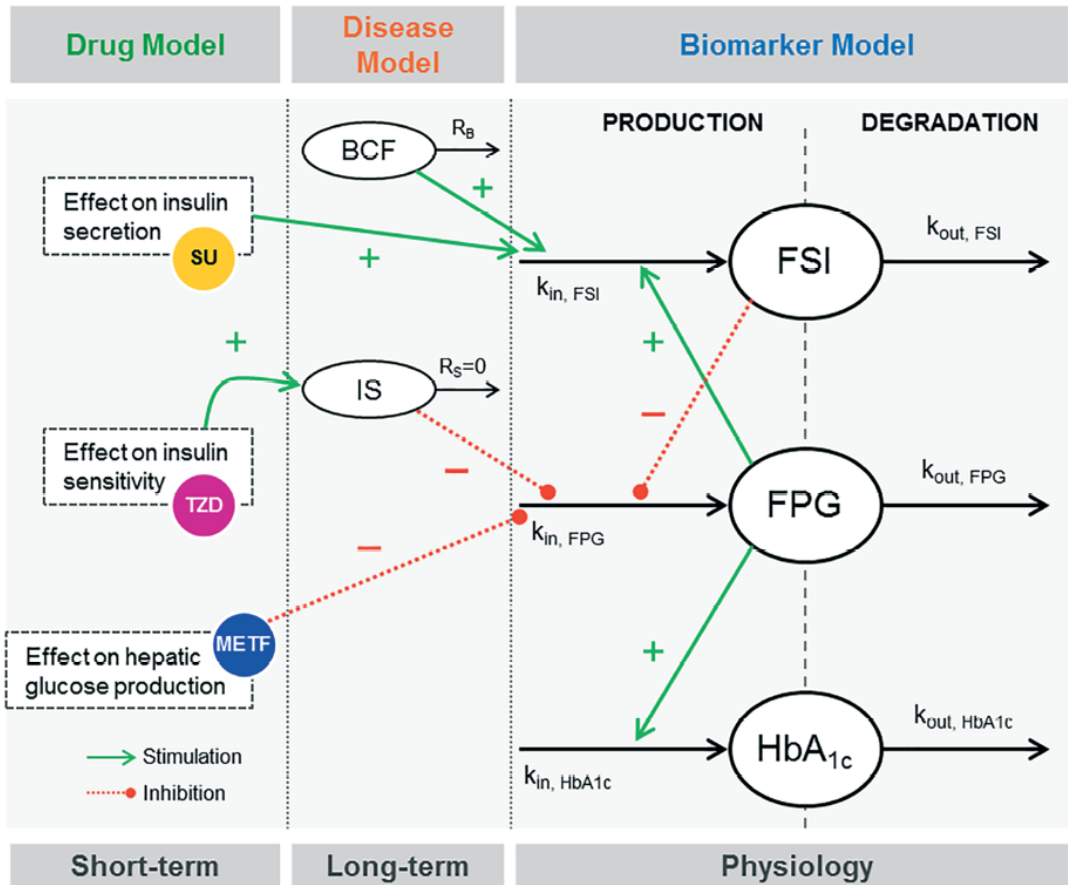 Drug Model
Disease
Model
Biomarker Model
PRODUCTION
DEGRADATION
BCF
R_B
+
Effect on insulin
secretion
SU
+
k_in, FSI
FSI
k_out, FSI
+
+
IS
R_S=0
−
Effect on insulin
sensitivity
TZD
−
k_in, FPG
FPG
k_out, FPG
−
METF
Effect on hepatic
glucose production
+
Stimulation
Inhibition
k_in, HbA1c
HbA1c
k_out, HbA1c
Short-term
Long-term
Physiology